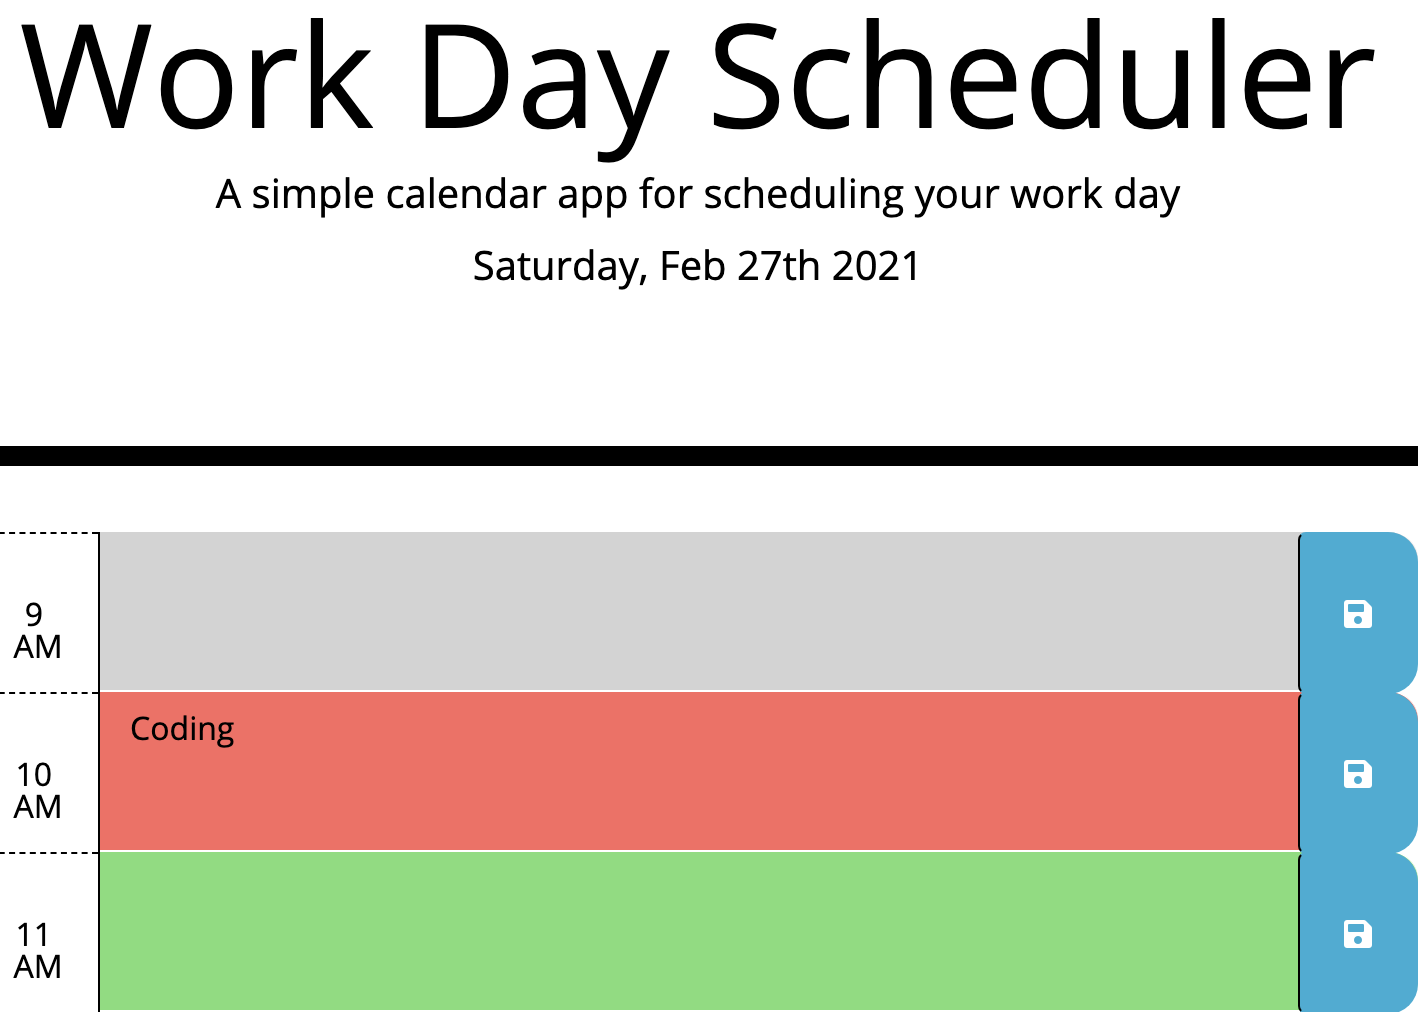 Work Day Scheduler
A simple calendar app for scheduling your work day
Saturday, Feb 27th 2021
9
AM
Coding
10
AM
11
AM